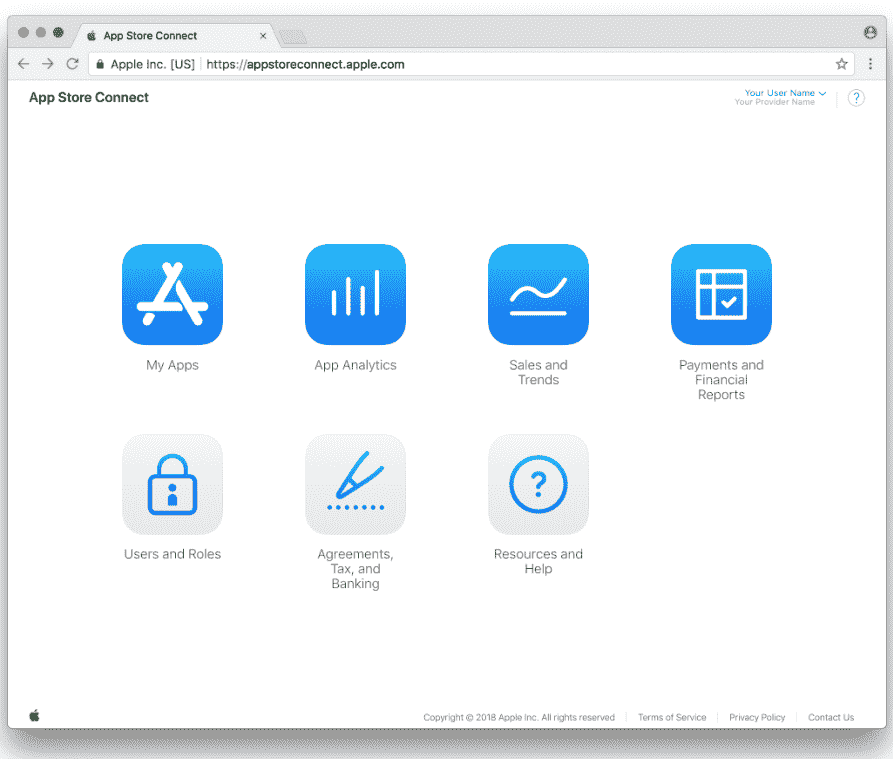 App Store Connect
Apple Inc. [US] https://appstoreconnect.apple.com
App Store Connect
Your User Name
Your Provider Name
?
My Apps
App Analytics
Sales and
Trends
Payments and
Financial
Reports
?
Users and Roles
Agreements,
Tax, and
Banking
Resources and
Help
Copyright © 2018 Apple Inc. All rights reserved
Terms of Service
Privacy Policy
Contact Us